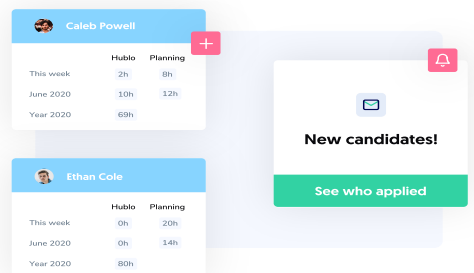 Caleb Powell
Hublo Planning
This week 2h 8h
June 2020 10h 12h
Year 2020 69h
New candidates!
See who applied
Ethan Cole
Hublo Planning
This week 0h 20h
June 2020 0h 14h
Year 2020 80h